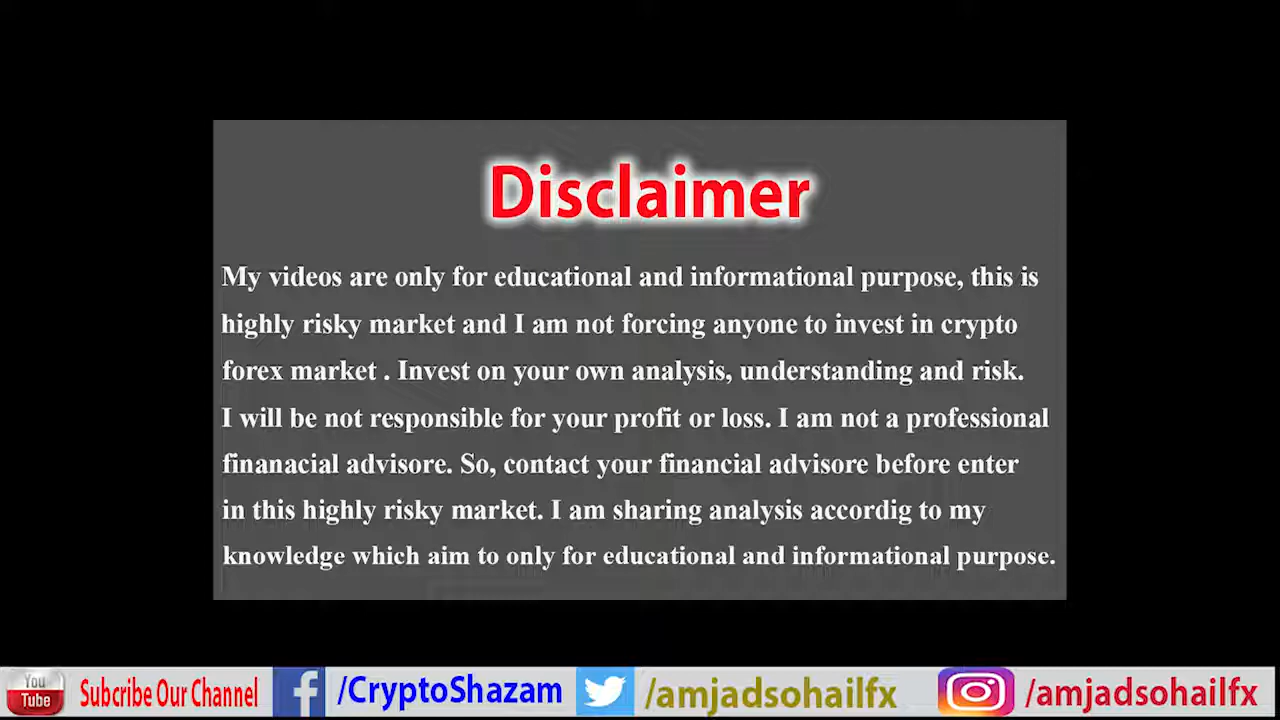 Disclaimer
My videos are only for educational and informational purpose, this is
highly risky market and I am not forcing anyone to invest in crypto
forex market . Invest on your own analysis, understanding and risk.
I will be not responsible for your profit or loss. I am not a professional
finanacial advisore. So, contact your financial advisore before enter
in this highly risky market. I am sharing analysis accordig to my
knowledge which aim to only for educational and informational purpose.
You
Tube
Subcribe Our Channel
/CryptoShazam
/amjadsohailfx
/amjadsohailfx